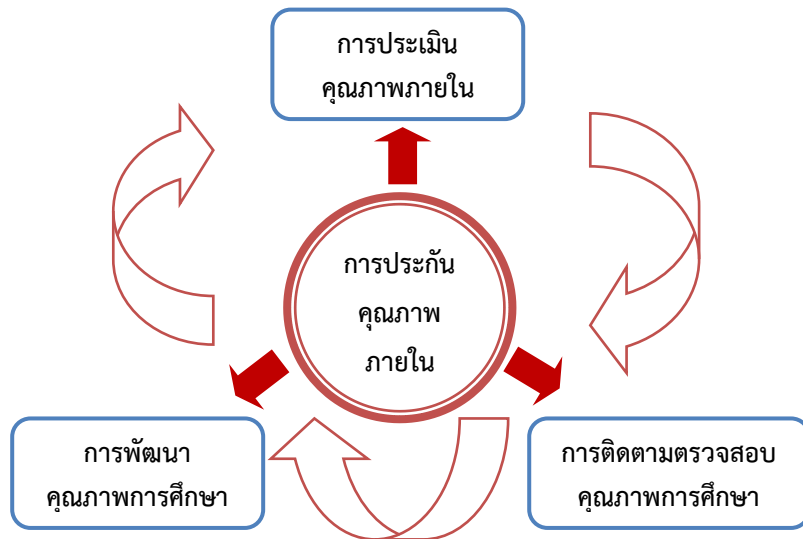 การประเมิน
คุณภาพภายใน
การประกัน
คุณภาพ
ภายใน
การพัฒนา
คุณภาพการศึกษา
การติดตามตรวจสอบ
คุณภาพการศึกษา